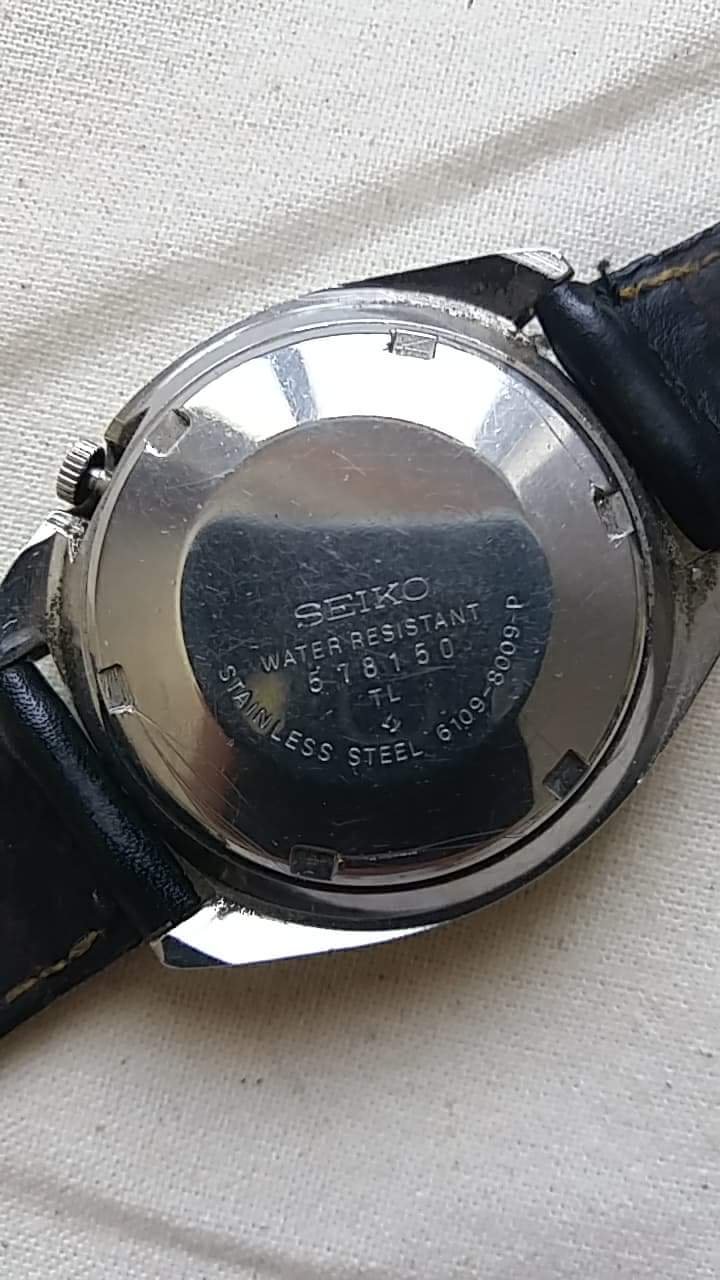 SEIKO
WATER RESISTANT
578150
TL
STAINLESS STEEL 6109-8009-P